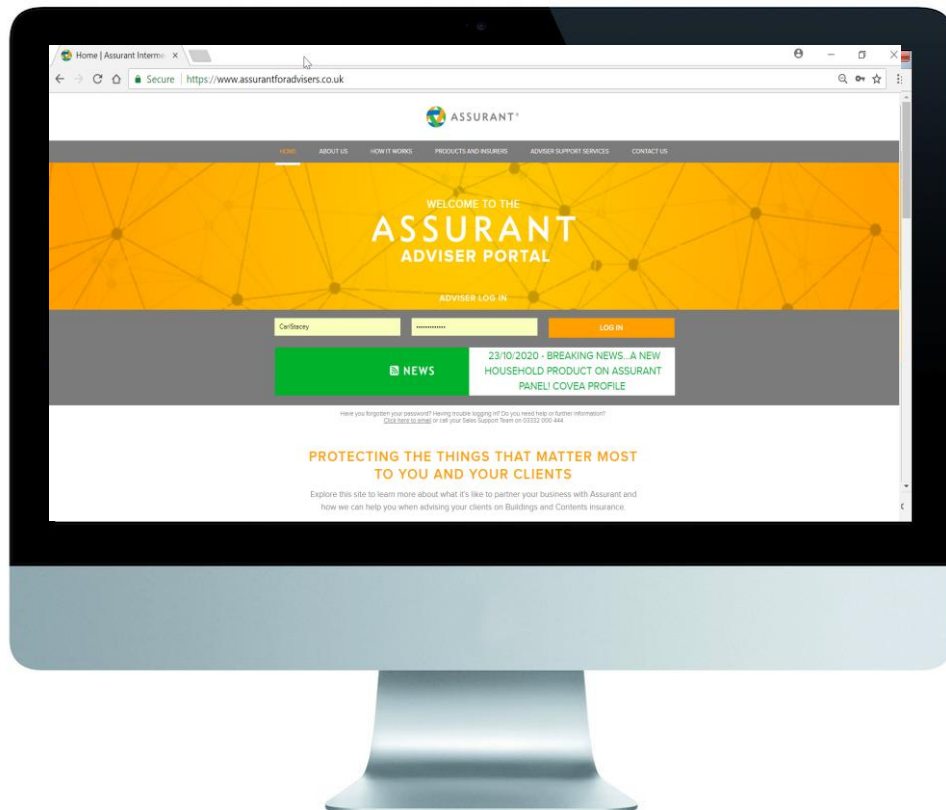 Home | Assurant Interme
Secure | https://www.assurantforadvisers.co.uk
ASSURANT
HOME ABOUT US HOW IT WORKS PRODUCTS AND INSURERS ADVISER SUPPORT SERVICES CONTACT US
WELCOME TO THE
ASSURANT
ADVISER PORTAL
ADVISER LOG IN
CarlStacey ••••••••••••• LOG IN
NEWS
23/10/2020 - BREAKING NEWS...A NEW
HOUSEHOLD PRODUCT ON ASSURANT
PANEL! COVEA PROFILE
Have you forgotten your password? Having trouble logging in? Do you need help or further information?
Click here to email or call your Sales Support Team on 03332 000 444
PROTECTING THE THINGS THAT MATTER MOST
TO YOU AND YOUR CLIENTS
Explore this site to learn more about what it's like to partner your business with Assurant and
how we can help you when advising your clients on Buildings and Contents insurance.